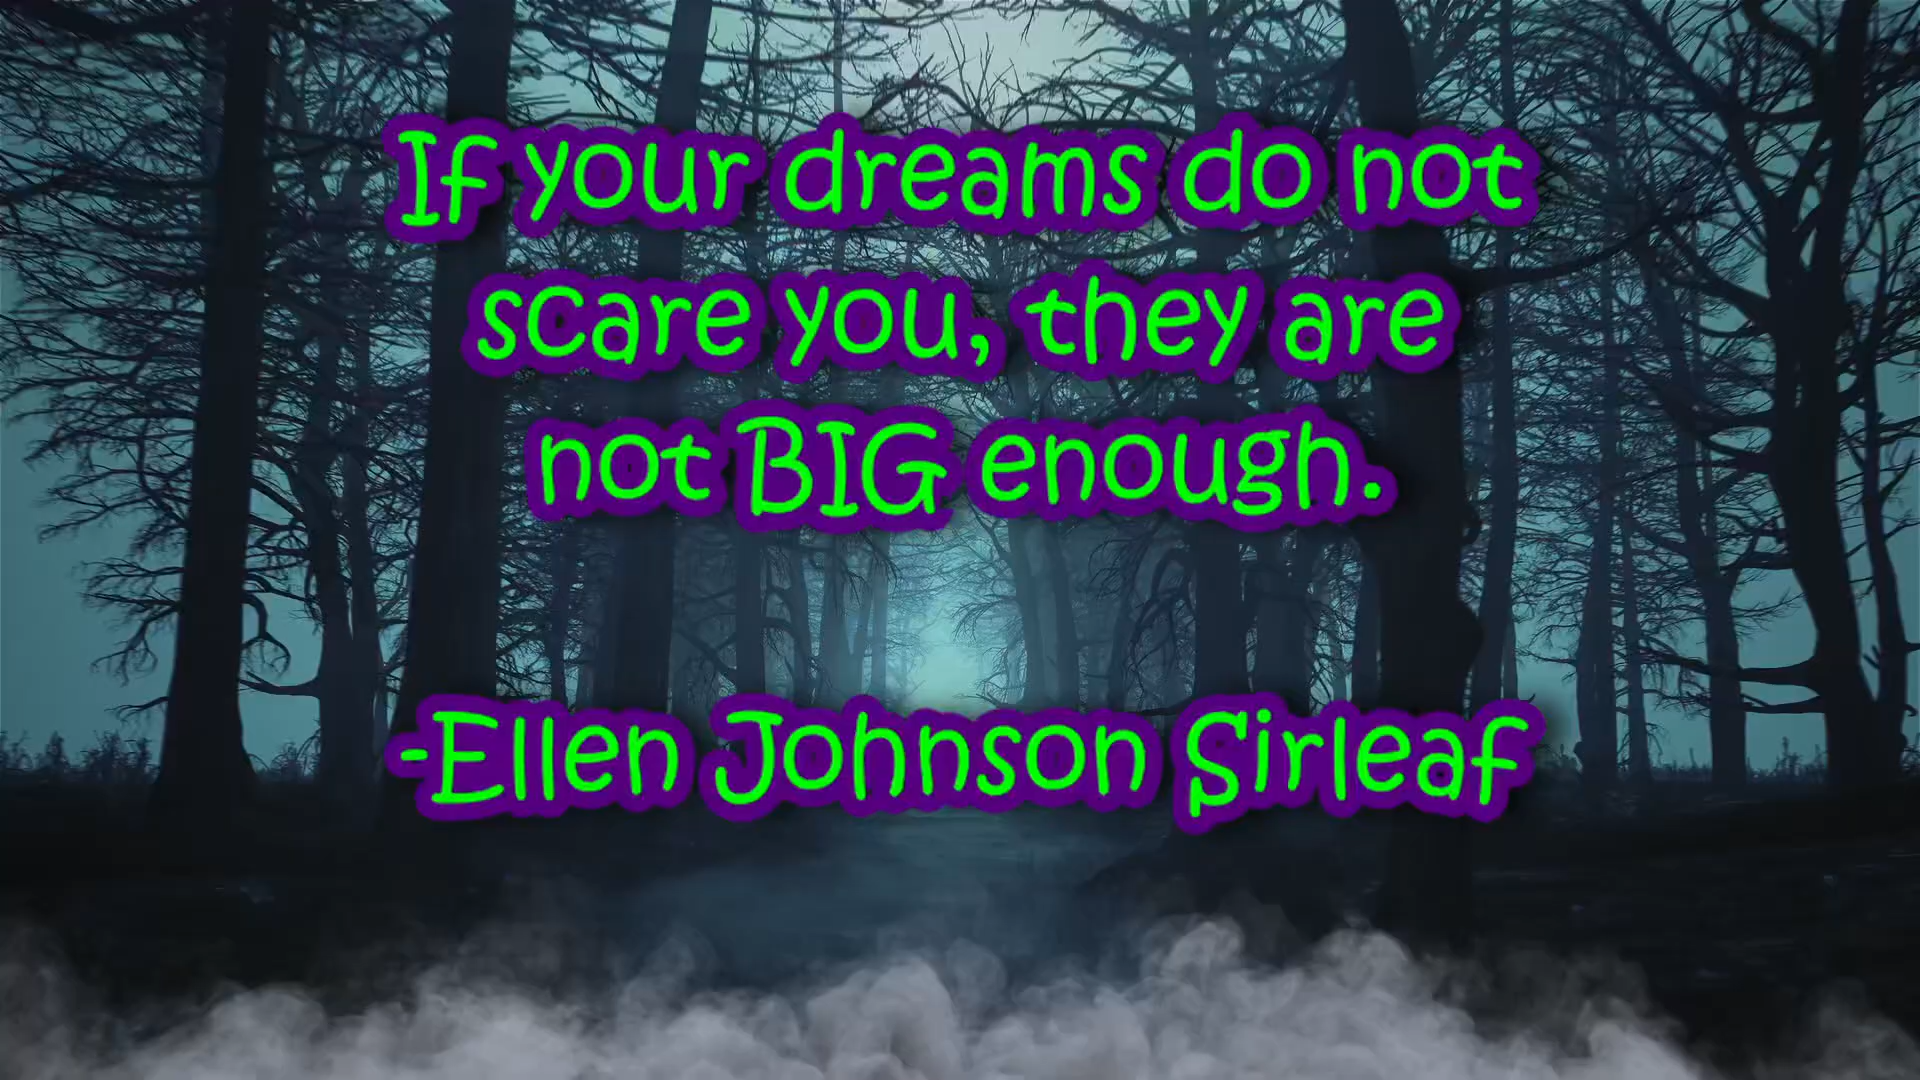 If your dreams do not
scare you, they are
not BIG enough.
-Ellen Johnson Sirleaf